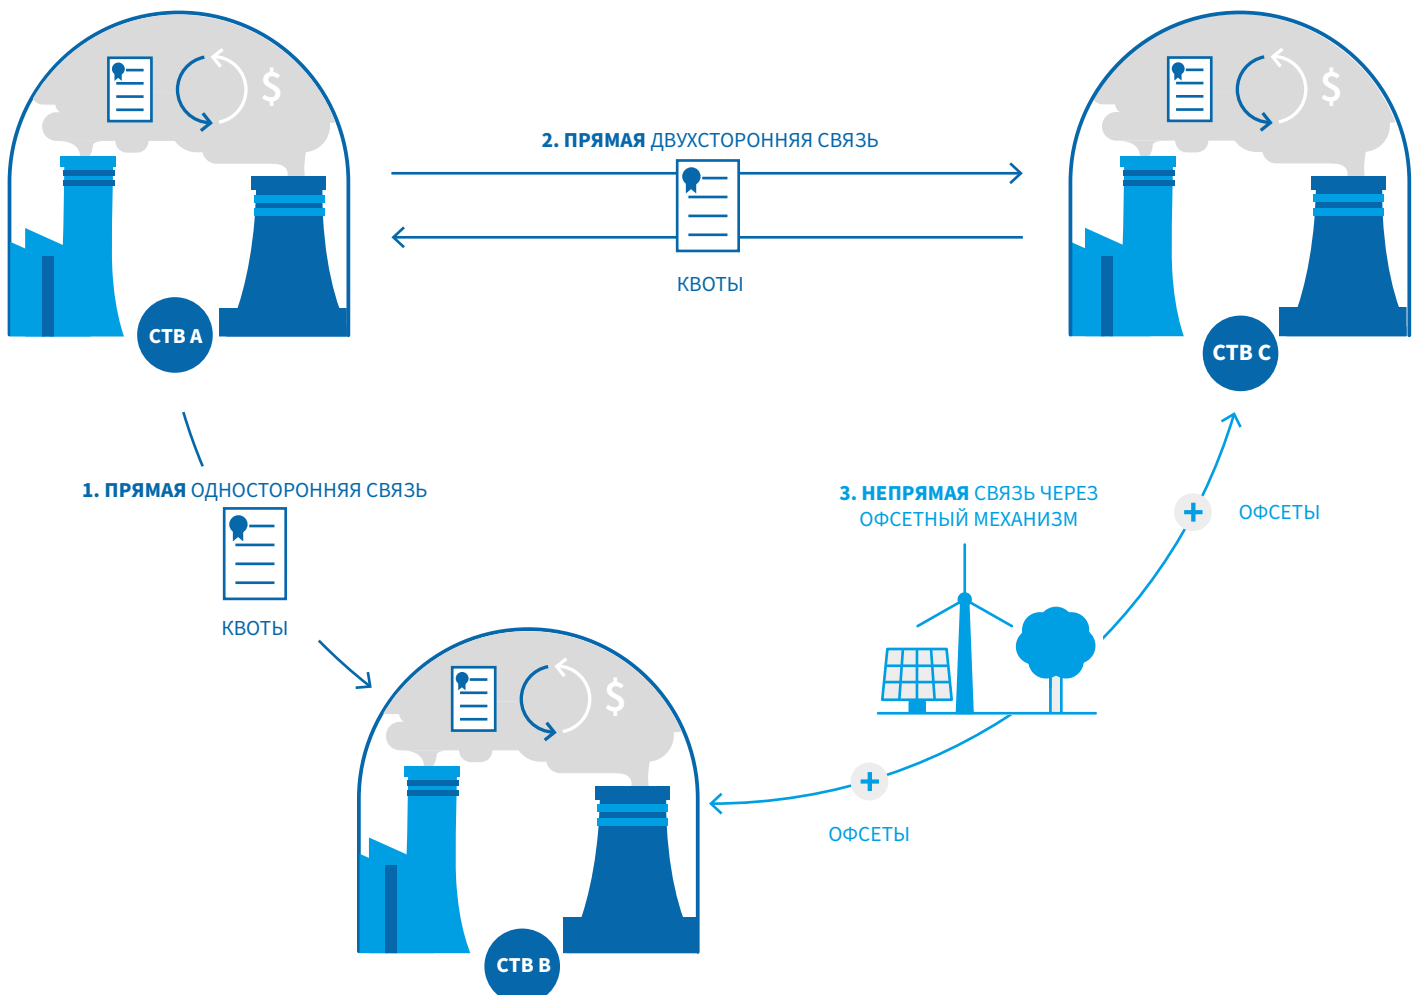 $
$
2. ПРЯМАЯ ДВУХСТОРОННЯЯ СВЯЗЬ
КВОТЫ
СТВ А
СТВ С
1. ПРЯМАЯ ОДНОСТОРОННЯЯ СВЯЗЬ
КВОТЫ
3. НЕПРЯМАЯ СВЯЗЬ ЧЕРЕЗ
ОФСЕТНЫЙ МЕХАНИЗМ
ОФСЕТЫ
$
ОФСЕТЫ
СТВ В